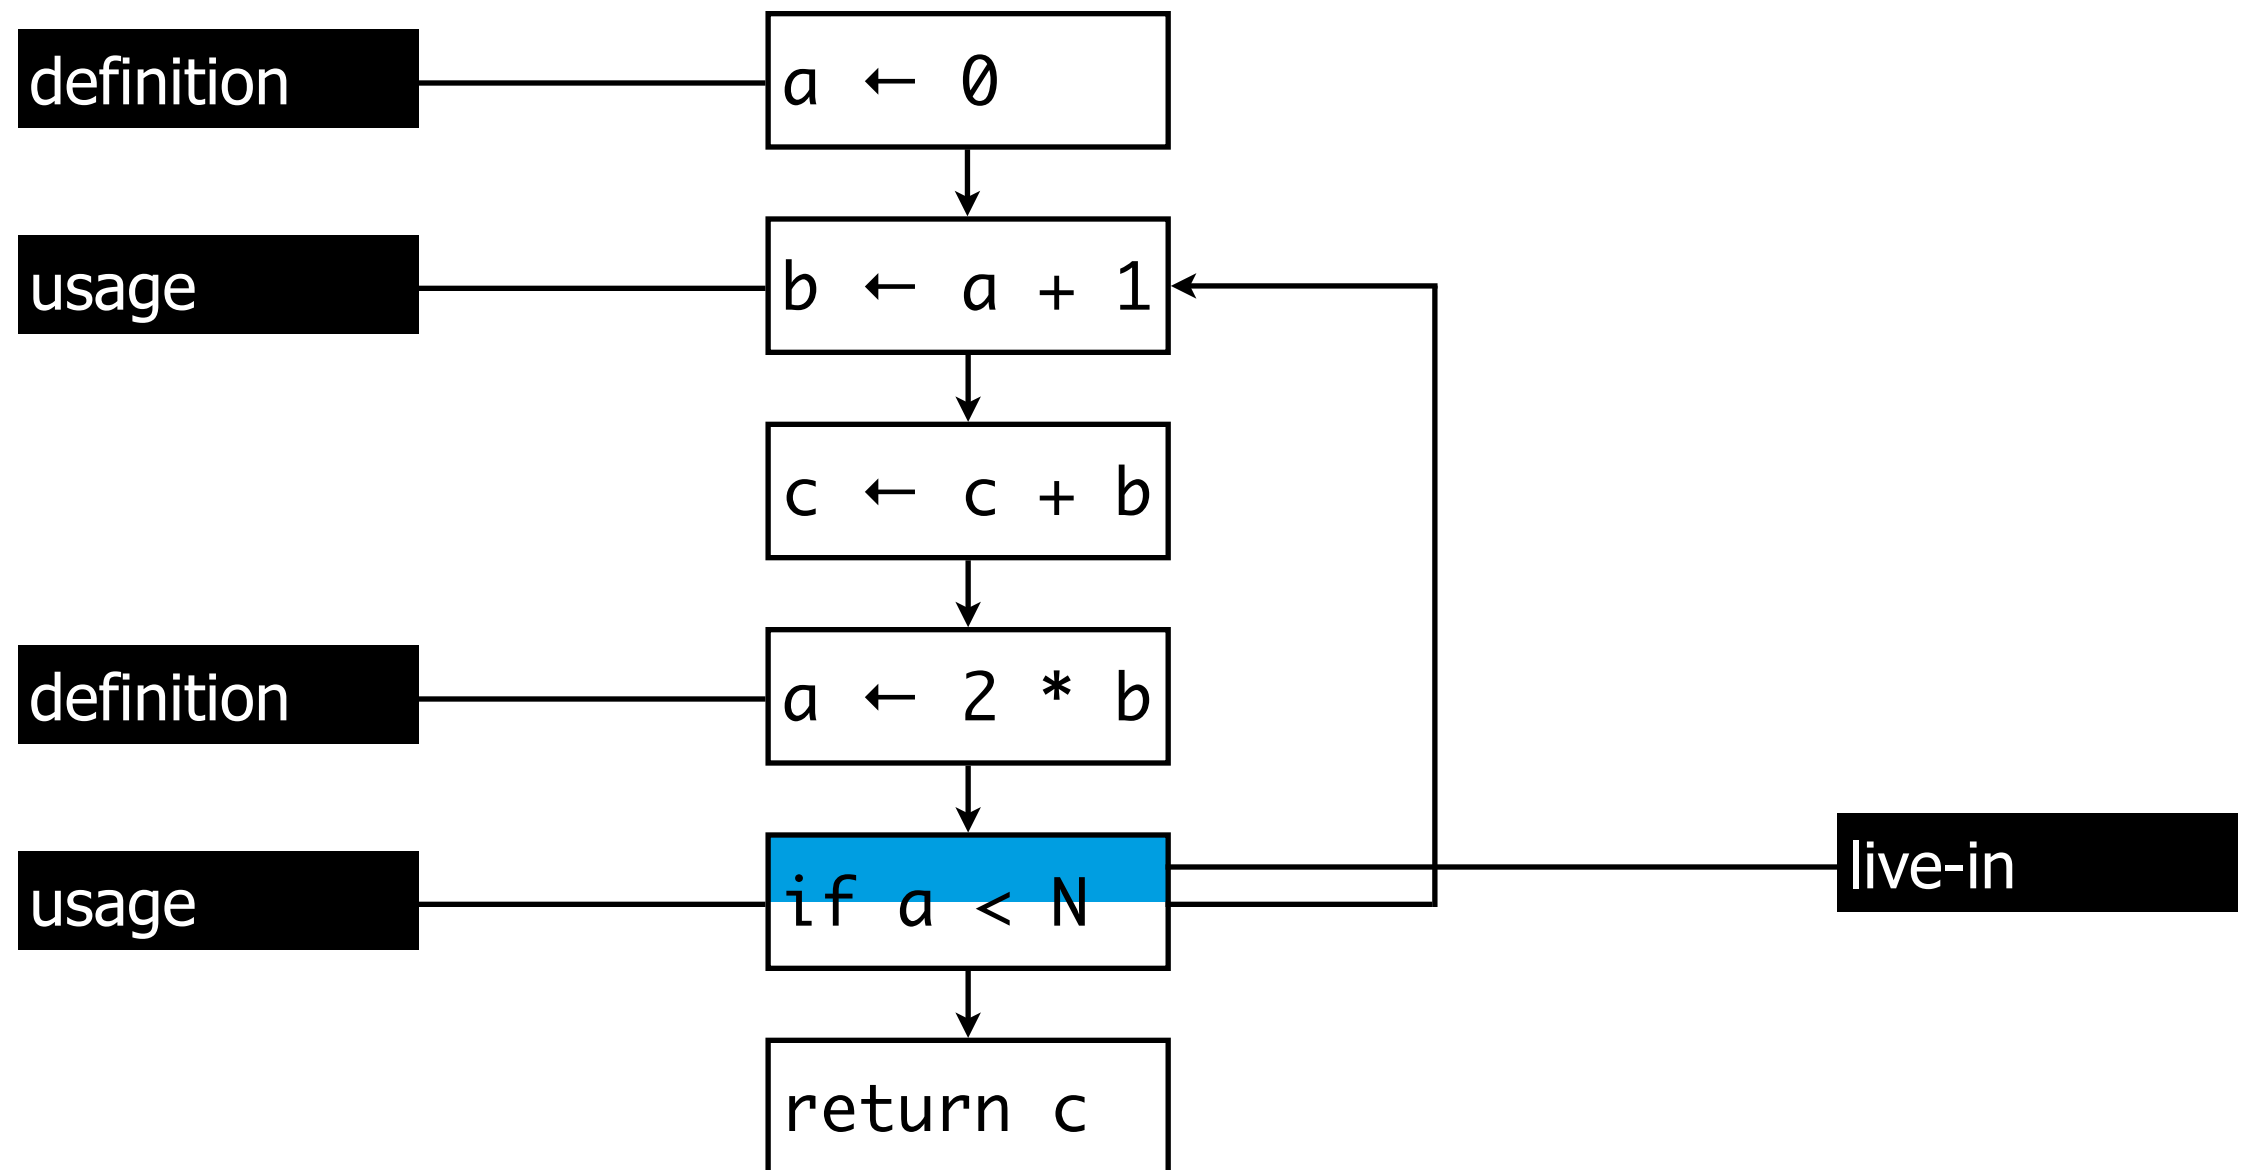 definition
a ← 0
usage
b ← a + 1
c ← c + b
definition
a ← 2 * b
usage
if a < N
live-in
return c